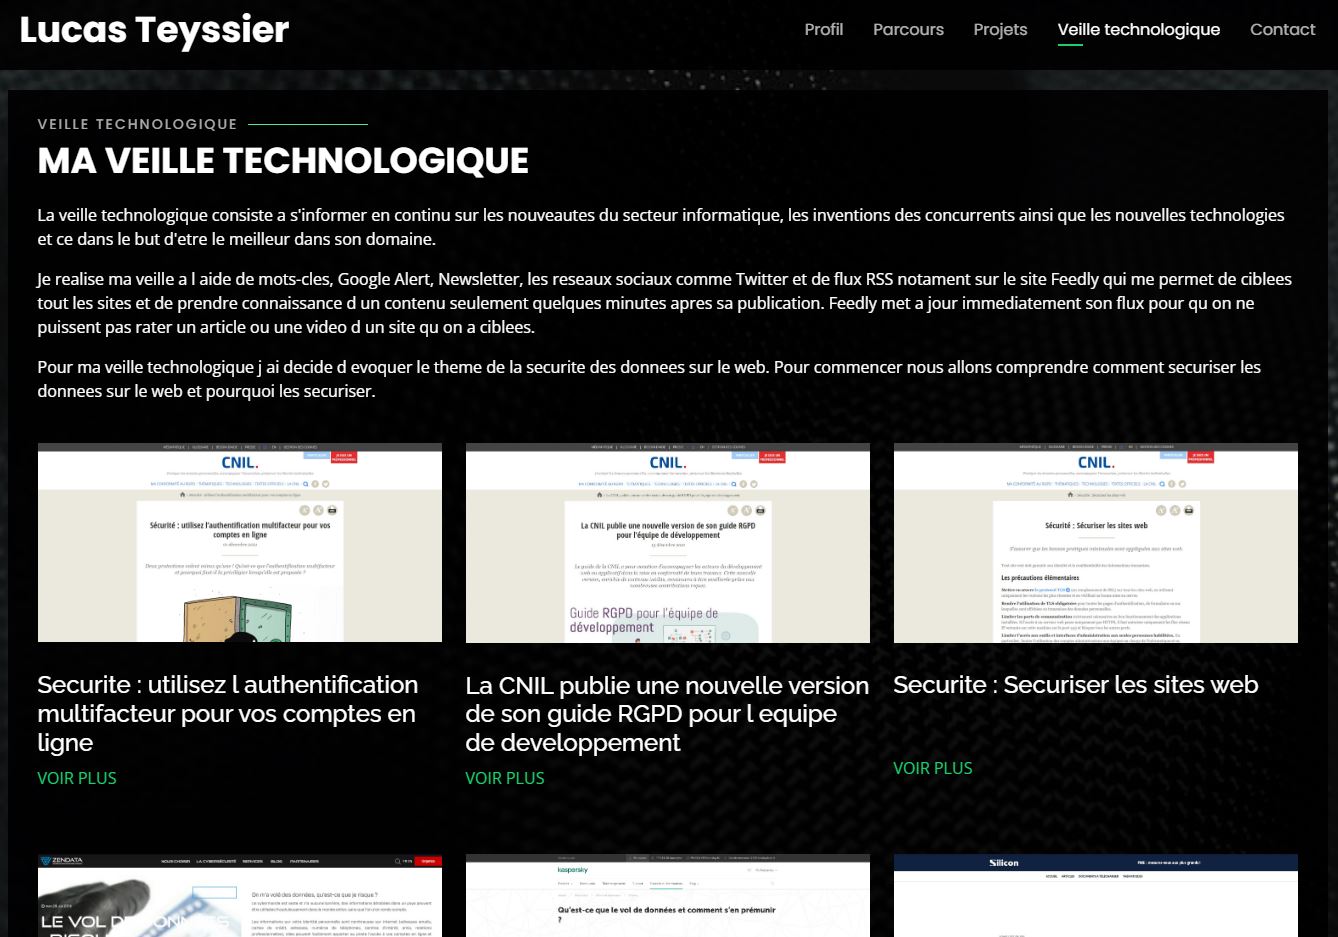 Lucas Teyssier
Profil Parcours Projets Veille technologique Contact
VEILLE TECHNOLOGIQUE
MA VEILLE TECHNOLOGIQUE
La veille technologique consiste a s'informer en continu sur les nouveautes du secteur informatique, les inventions des concurrents ainsi que les nouvelles technologies
et ce dans le but d'etre le meilleur dans son domaine.
Je realise ma veille a l aide de mots-cles, Google Alert, Newsletter, les reseaux sociaux comme Twitter et de flux RSS notament sur le site Feedly qui me permet de ciblees
tout les sites et de prendre connaissance d un contenu seulement quelques minutes apres sa publication. Feedly met a jour immediatement son flux pour qu on ne
puissent pas rater un article ou une video d un site qu on a ciblees.
Pour ma veille technologique j ai decide d evoquer le theme de la securite des donnees sur le web. Pour commencer nous allons comprendre comment securiser les
donnees sur le web et pourquoi les securiser.
CNIL.
Sécurité : utilisez l'authentification multifacteur pour vos
comptes en ligne
CNIL.
La CNIL publie une nouvelle version de son guide RGPD
pour l'équipe de développement
Guide RGPD pour l'équipe de
développement
CNIL.
Sécurité : Sécuriser les sites web
Les précautions élémentaires
Securite : utilisez l authentification
multifacteur pour vos comptes en
ligne
VOIR PLUS
La CNIL publie une nouvelle version
de son guide RGPD pour l equipe
de developpement
VOIR PLUS
Securite : Securiser les sites web
VOIR PLUS
ZENDATA
NOUS CHOISIR LA CYBERSÉCURITÉ SERVICES BLOG PARTENAIRES
On m'a volé des données, qu'est-ce que je risque ?
LE VOL DE DONNÉES
kaspersky
Qu'est-ce que le vol de données et comment s'en prémunir
?
Silicon